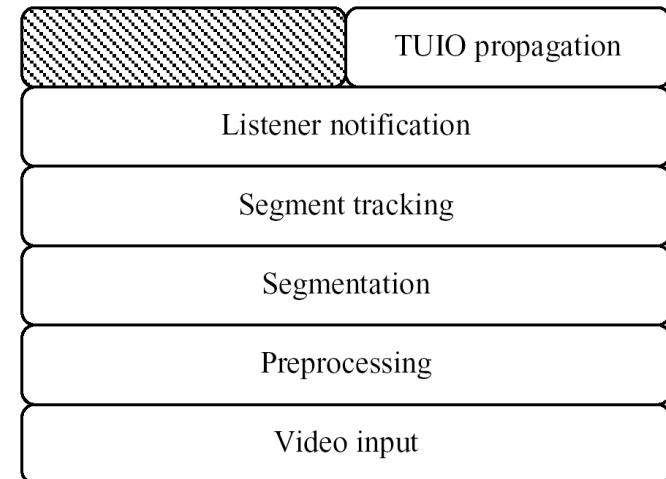 TUIO propagation
Listener notification
Segment tracking
Segmentation
Preprocessing
Video input